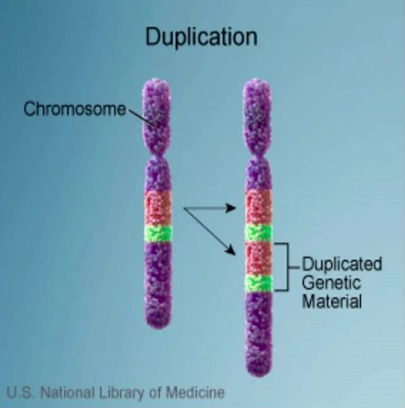 Duplication
Chromosome
Duplicated
Genetic
Material
U.S. National Library of Medicine